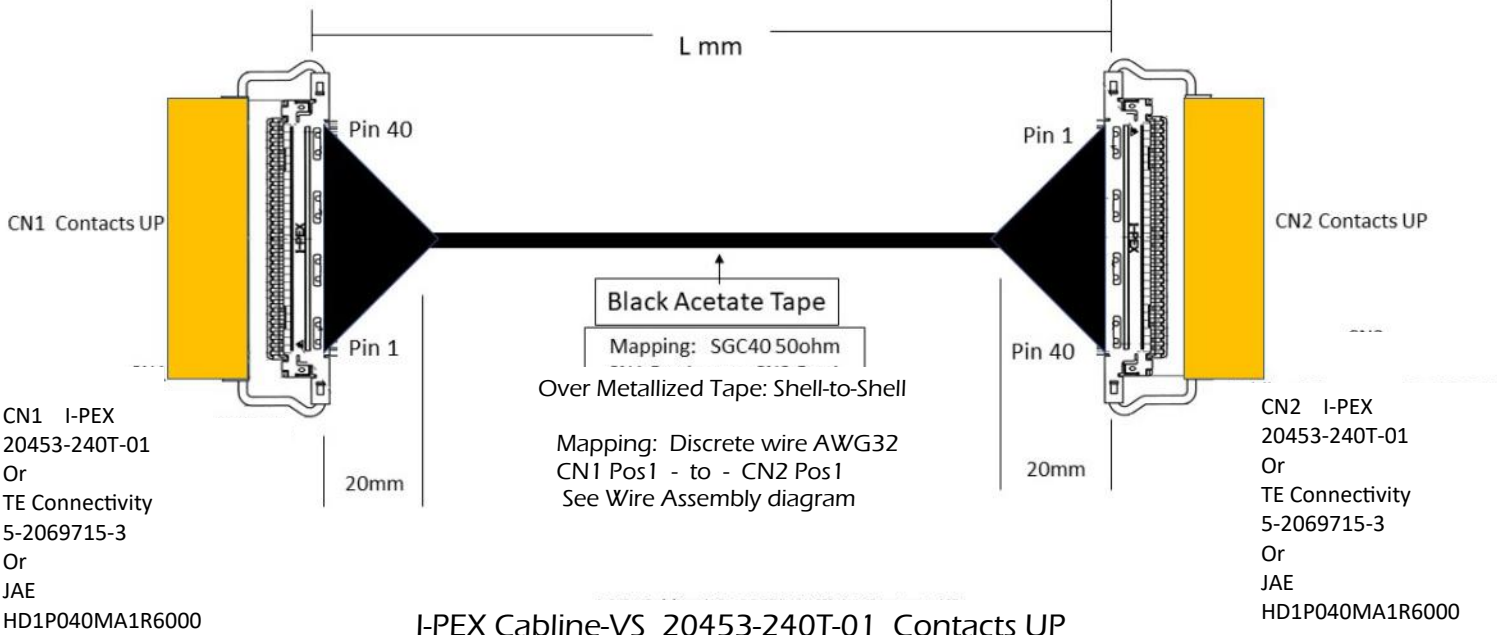 L mm
Pin 40
Pin 1
CN1 Contacts UP
CN2 Contacts UP
I-PEX
I-PEX
Black Acetate Tape
Pin 1
Mapping: SGC40 50ohm
Pin 40
Over Metallized Tape: Shell-to-Shell
CN1 I-PEX
20453-240T-01
Or
TE Connectivity
5-2069715-3
Or
JAE
HD1P040MA1R6000
20mm
Mapping: Discrete wire AWG32
CN1 Pos1 - to - CN2 Pos1
See Wire Assembly diagram
20mm
CN2 I-PEX
20453-240T-01
Or
TE Connectivity
5-2069715-3
Or
JAE
HD1P040MA1R6000
I-PEX Cabline-VS 20453-240T-01 Contacts UP